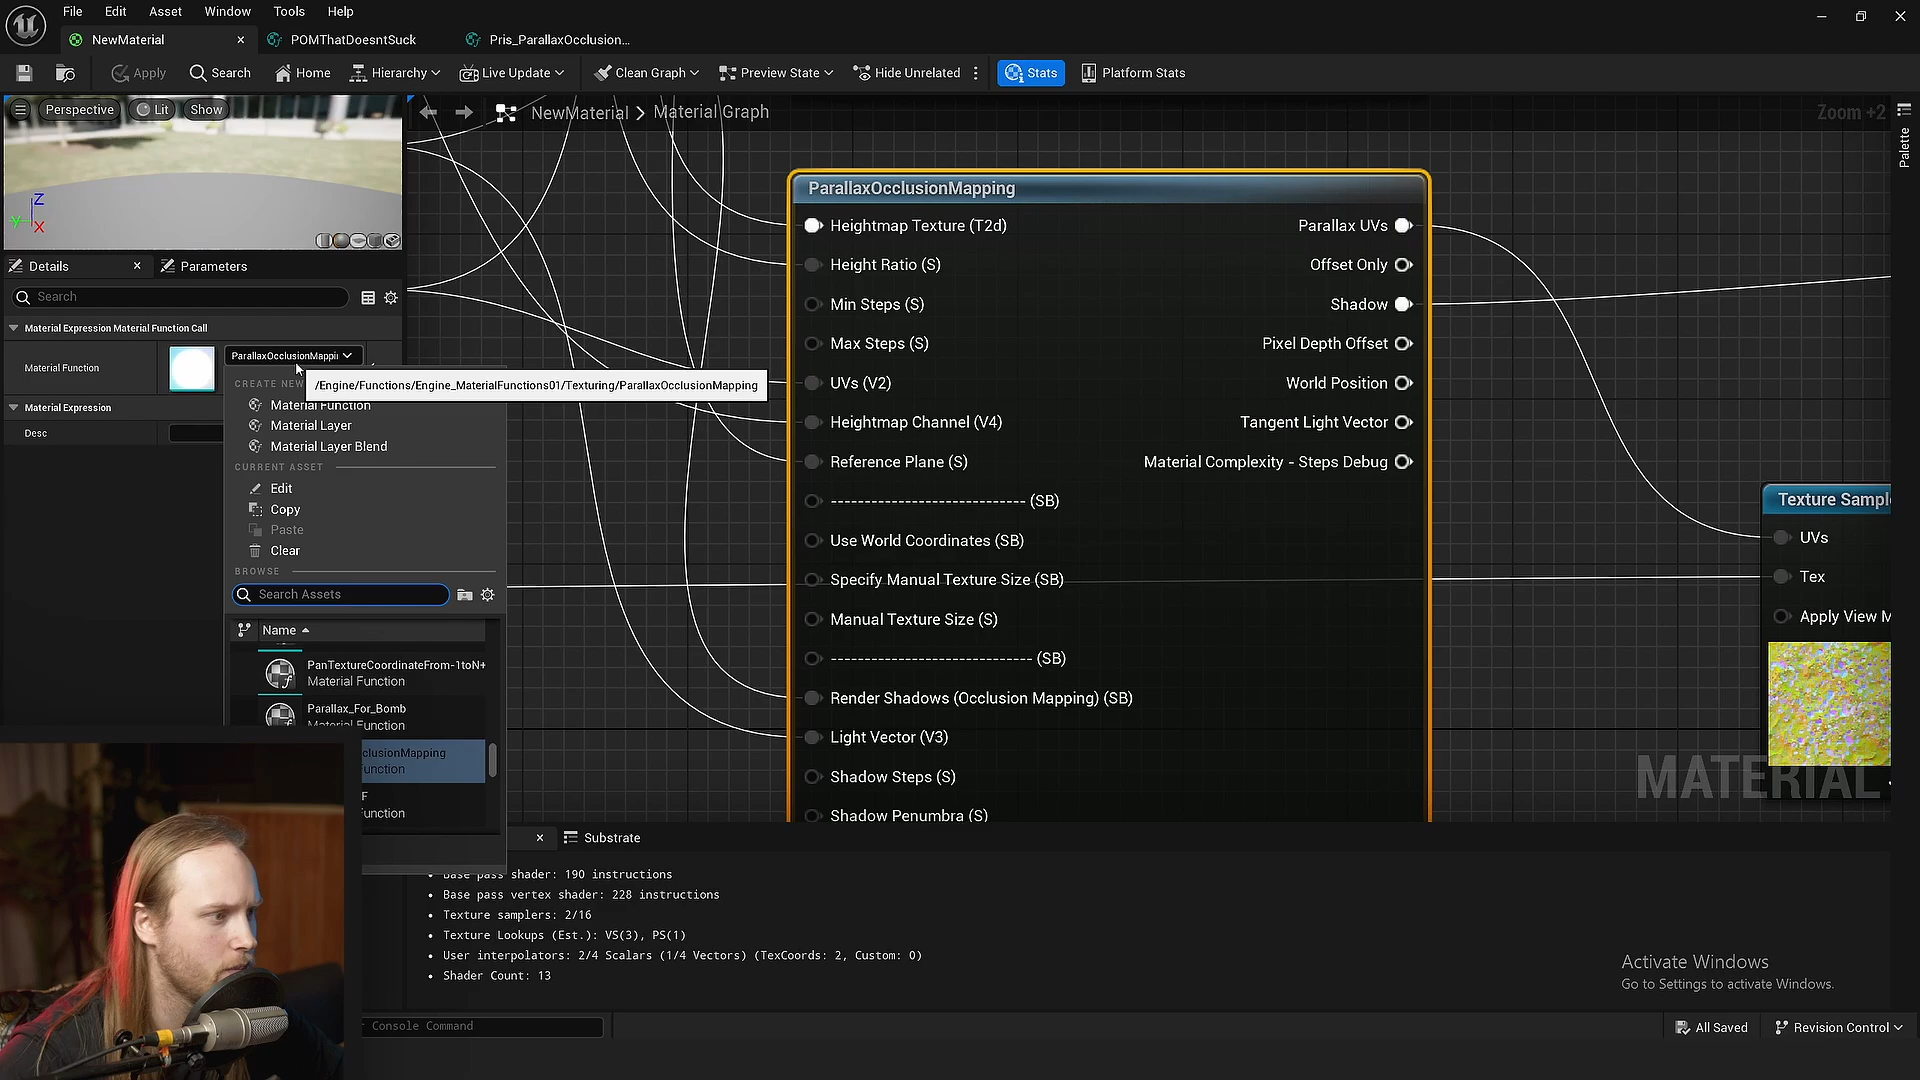 File Edit Asset Window Tools Help
NewMaterial POMThatDoesntSuck Pris_ParallaxOcclusion...
Apply Search Home Hierarchy Live Update Clean Graph Preview State Hide Unrelated Stats Platform Stats
Perspective Lit Show
NewMaterial > Material Graph
Zoom +2
Palette
Z
Y
X
Details Parameters
Search
Material Expression Material Function Call
Material Function
ParallaxOcclusionMappi
/Engine/Functions/Engine_MaterialFunctions01/Texturing/ParallaxOcclusionMapping
Material Expression
Desc
CREATE NEW
Material Function
Material Layer
Material Layer Blend
CURRENT ASSET
Edit
Copy
Paste
Clear
BROWSE
Search Assets
Name
PanTextureCoordinateFrom-1toN+
Material Function
Parallax_For_Bomb
Material Function
clusionMapping
unction
F
unction
ParallaxOcclusionMapping
Heightmap Texture (T2d) Parallax UVs
Height Ratio (S) Offset Only
Min Steps (S) Shadow
Max Steps (S) Pixel Depth Offset
UVs (V2) World Position
Heightmap Channel (V4) Tangent Light Vector
Reference Plane (S) Material Complexity - Steps Debug
----------------------------- (SB)
Use World Coordinates (SB)
Specify Manual Texture Size (SB)
Manual Texture Size (S)
------------------------------ (SB)
Render Shadows (Occlusion Mapping) (SB)
Light Vector (V3)
Shadow Steps (S)
Shadow Penumbra (S)
Texture Sampl
UVs
Tex
Apply View M
MATERIAL
Substrate
Base pass shader: 190 instructions
Base pass vertex shader: 228 instructions
Texture samplers: 2/16
Texture Lookups (Est.): VS(3), PS(1)
User interpolators: 2/4 Scalars (1/4 Vectors) (TexCoords: 2, Custom: 0)
Shader Count: 13
Activate Windows
Go to Settings to activate Windows.
Console Command
All Saved Revision Control